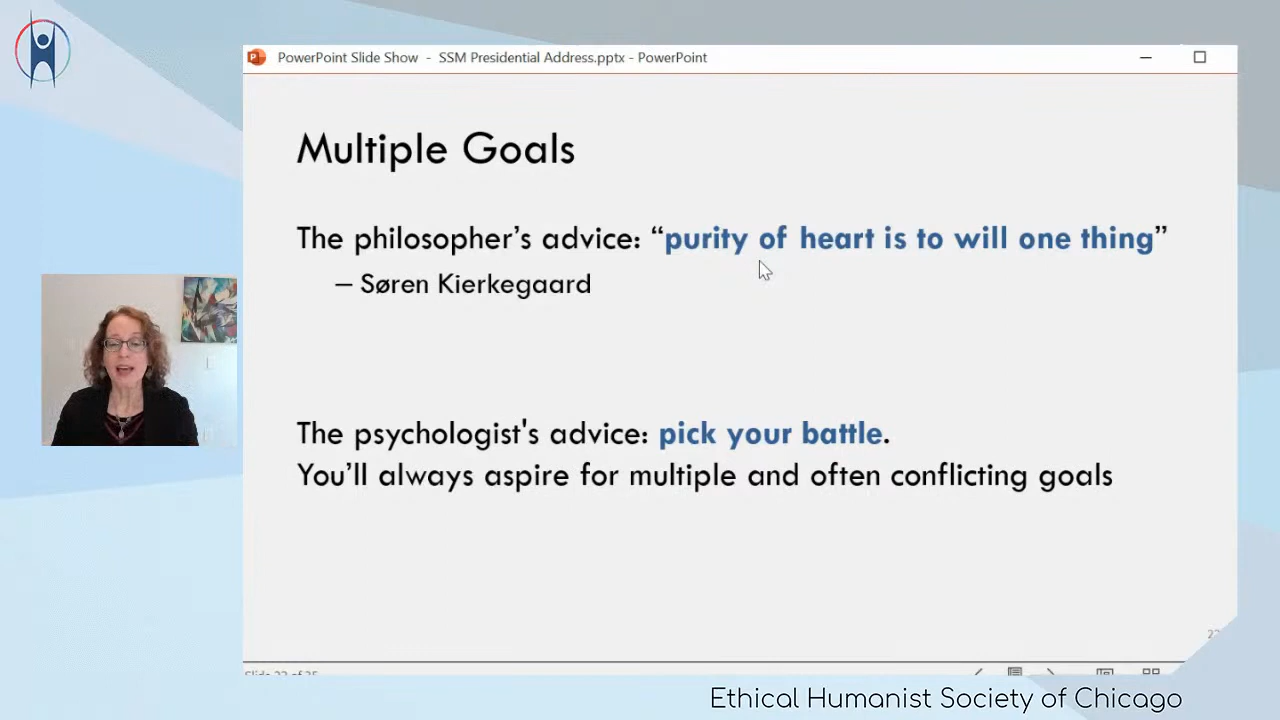 PowerPoint Slide Show - SSM Presidential Address.pptx - PowerPoint
Multiple Goals
The philosopher’s advice: “purity of heart is to will one thing”
– Søren Kierkegaard
The psychologist's advice: pick your battle.
You’ll always aspire for multiple and often conflicting goals
Ethical Humanist Society of Chicago